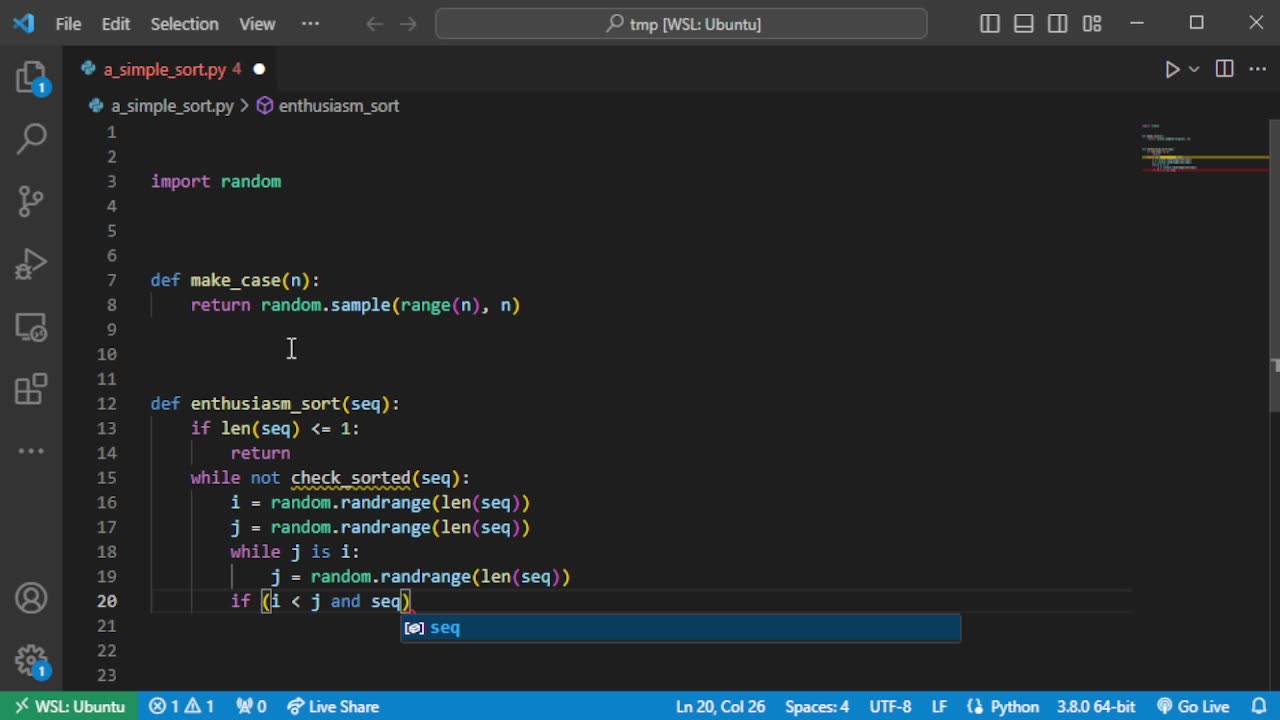 File Edit Selection View ··· tmp [WSL: Ubuntu]
a_simple_sort.py 4
a_simple_sort.py > enthusiasm_sort
1
2
3 import random
4
5
6
7 def make_case(n):
8 return random.sample(range(n), n)
9
10
11
12 def enthusiasm_sort(seq):
13 if len(seq) <= 1:
14 return
15 while not check_sorted(seq):
16 i = random.randrange(len(seq))
17 j = random.randrange(len(seq))
18 while j is i:
19 j = random.randrange(len(seq))
20 if (i < j and seq)
21 seq
22
23
1
1
WSL: Ubuntu 1 1 0 Live Share Ln 20, Col 26 Spaces: 4 UTF-8 LF Python 3.8.0 64-bit Go Live